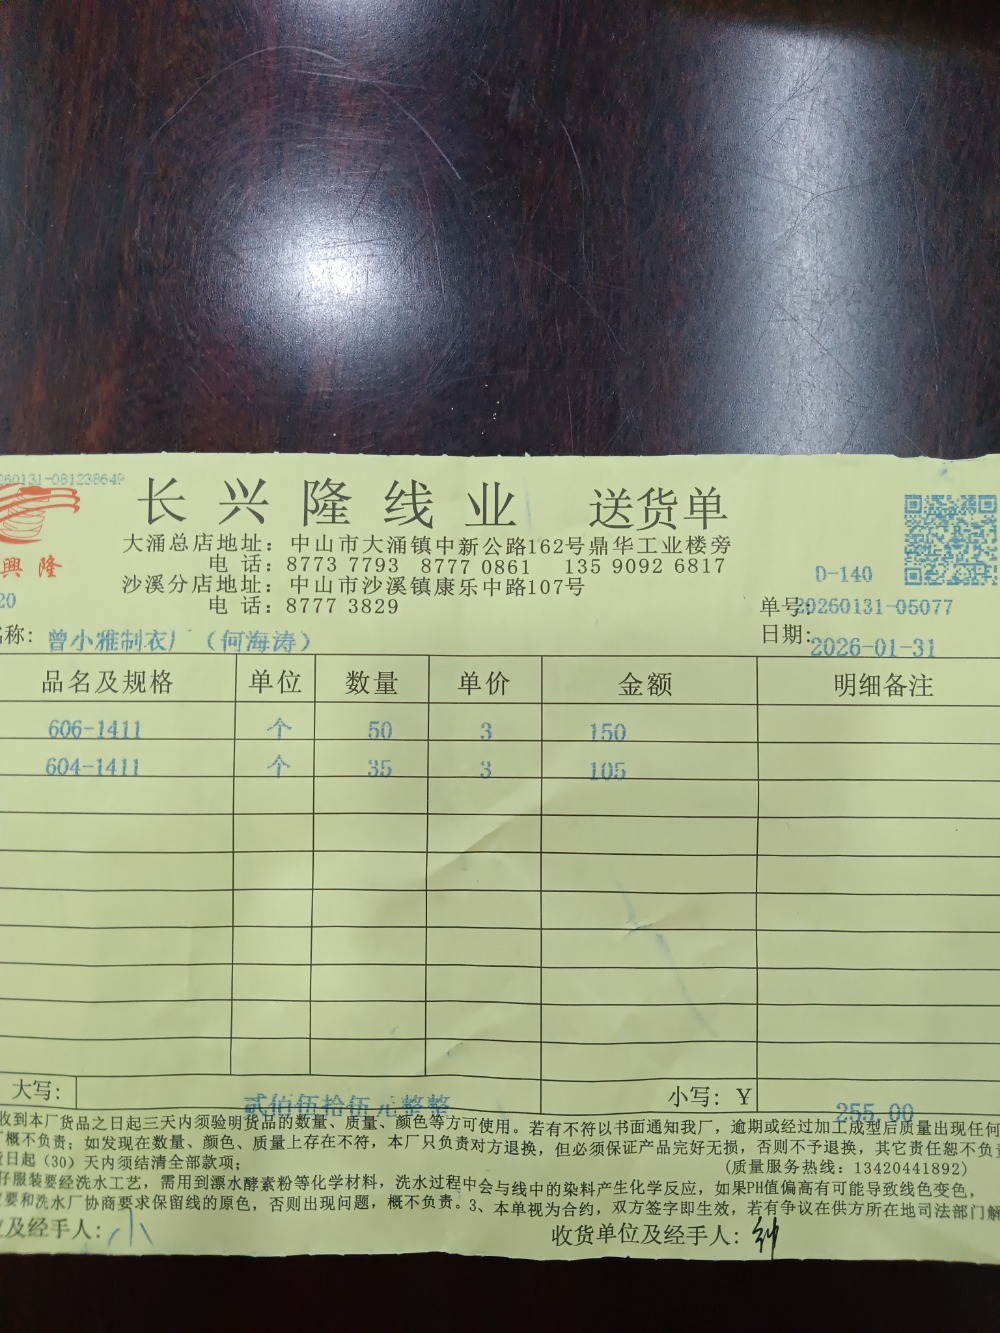 260131-081238649
长兴隆线业 送货单
興隆
大涌总店地址：中山市大涌镇中新公路162号鼎华工业楼旁
电 话：8773 7793 8777 0861 135 9092 6817
沙溪分店地址：中山市沙溪镇康乐中路107号
电 话：8777 3829
D-140
20
单号:20260131-05077
名称: 曾小雅制衣厂（何海涛）
日期:2026-01-31
品名及规格 单位 数量 单价 金额 明细备注
606-1411 个 50 3 150
604-1411 个 35 3 105
大写: 贰佰伍拾伍元整整 小写: Y 255.00
收到本厂货品之日起三天内须验明货品的数量、质量、颜色等方可使用。若有不符以书面通知我厂，逾期或经过加工成型后质量出现任何
概不负责；如发现在数量、颜色、质量上存在不符，本厂只负责对方退换，但必须保证产品完好无损，否则不予退换，其它责任恕不负责
日起（30）天内须结清全部款项；
(质量服务热线：13420441892)
仔服装要经洗水工艺，需用到漂水酵素粉等化学材料，洗水过程中会与线中的染料产生化学反应，如果PH值偏高有可能导致线色变色，
要和洗水厂协商要求保留线的原色，否则出现问题，概不负责。3、本单视为合约，双方签字即生效，若有争议在供方所在地司法部门解
位及经手人: 小
收货单位及经手人: